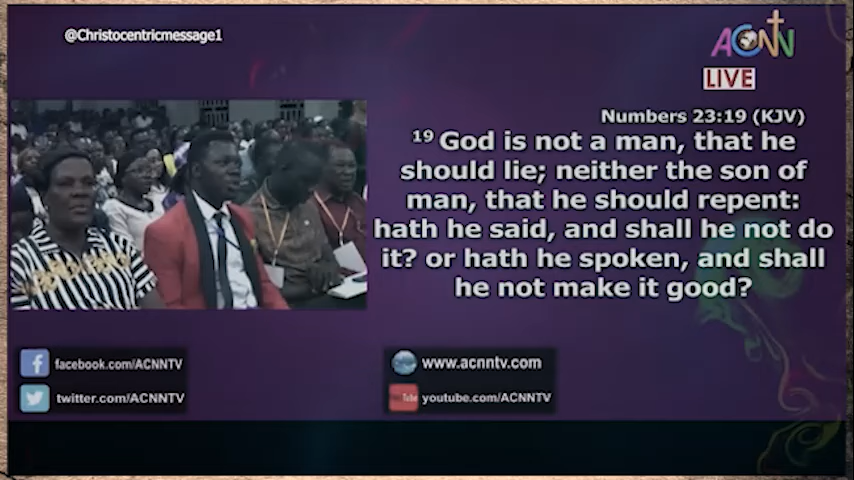 @Christocentricmessage1
ACNN
LIVE
Numbers 23:19 (KJV)
19 God is not a man, that he
should lie; neither the son of
man, that he should repent:
hath he said, and shall he not do
it? or hath he spoken, and shall
he not make it good?
facebook.com/ACNNTV
www.acnntv.com
twitter.com/ACNNTV
Tube youtube.com/ACNNTV